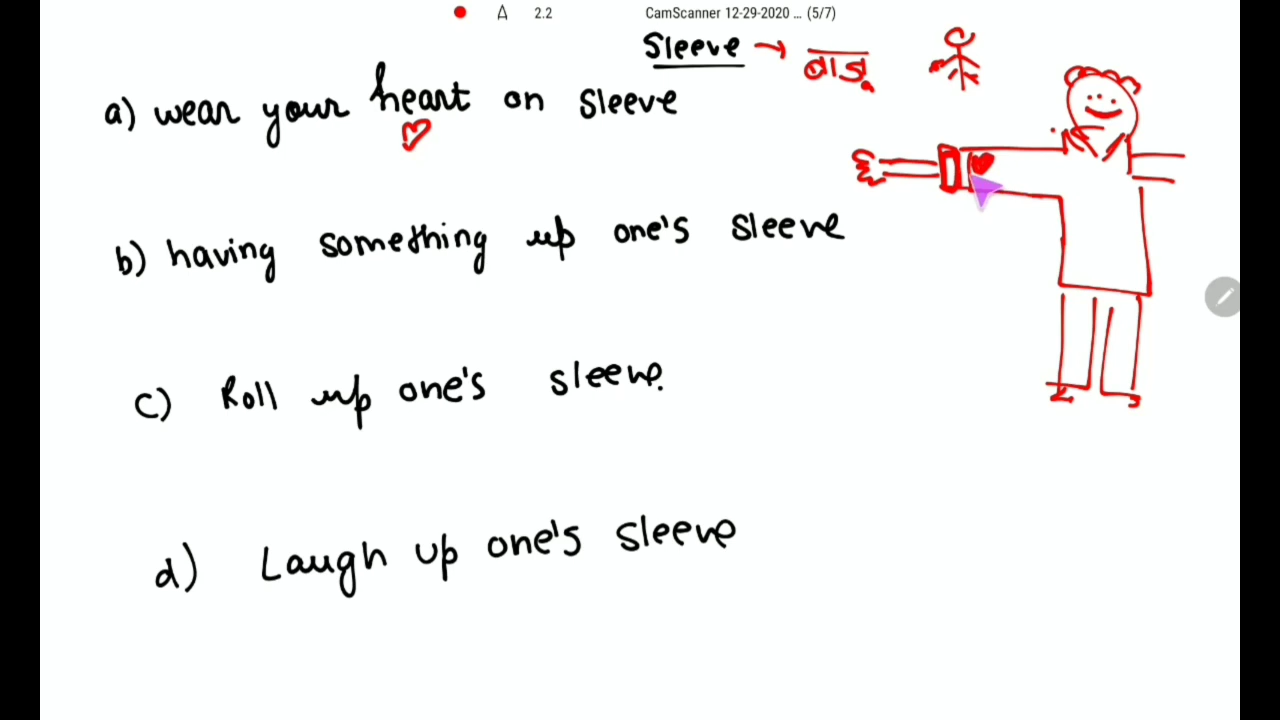 A 2.2 CamScanner 12-29-2020 ... (5/7)
Sleeve →
a) wear your heart on sleeve
b) having something up one's sleeve
c) Roll up one's sleeve.
d) Laugh up one's sleeve